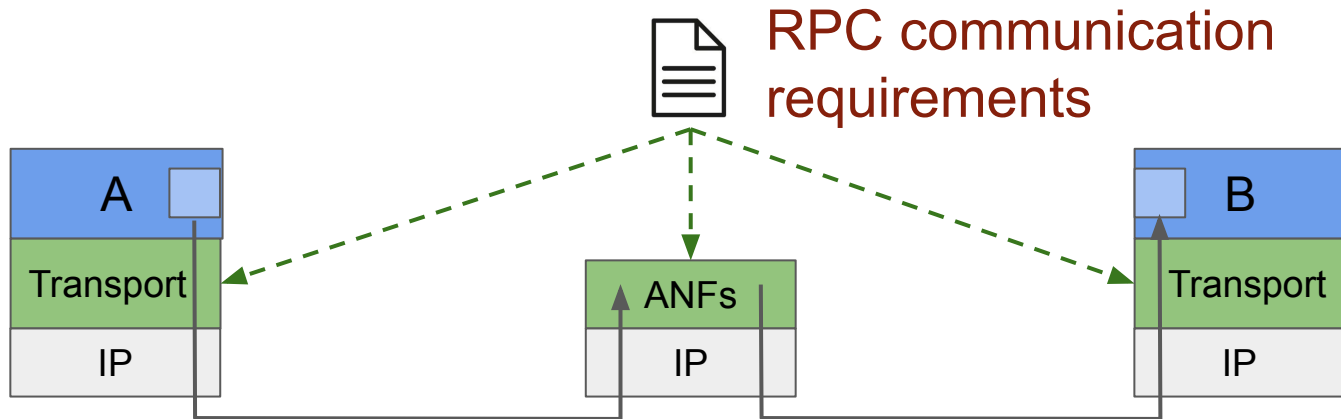 RPC communication
requirements
A
B
Transport
ANFs
Transport
IP
IP
IP